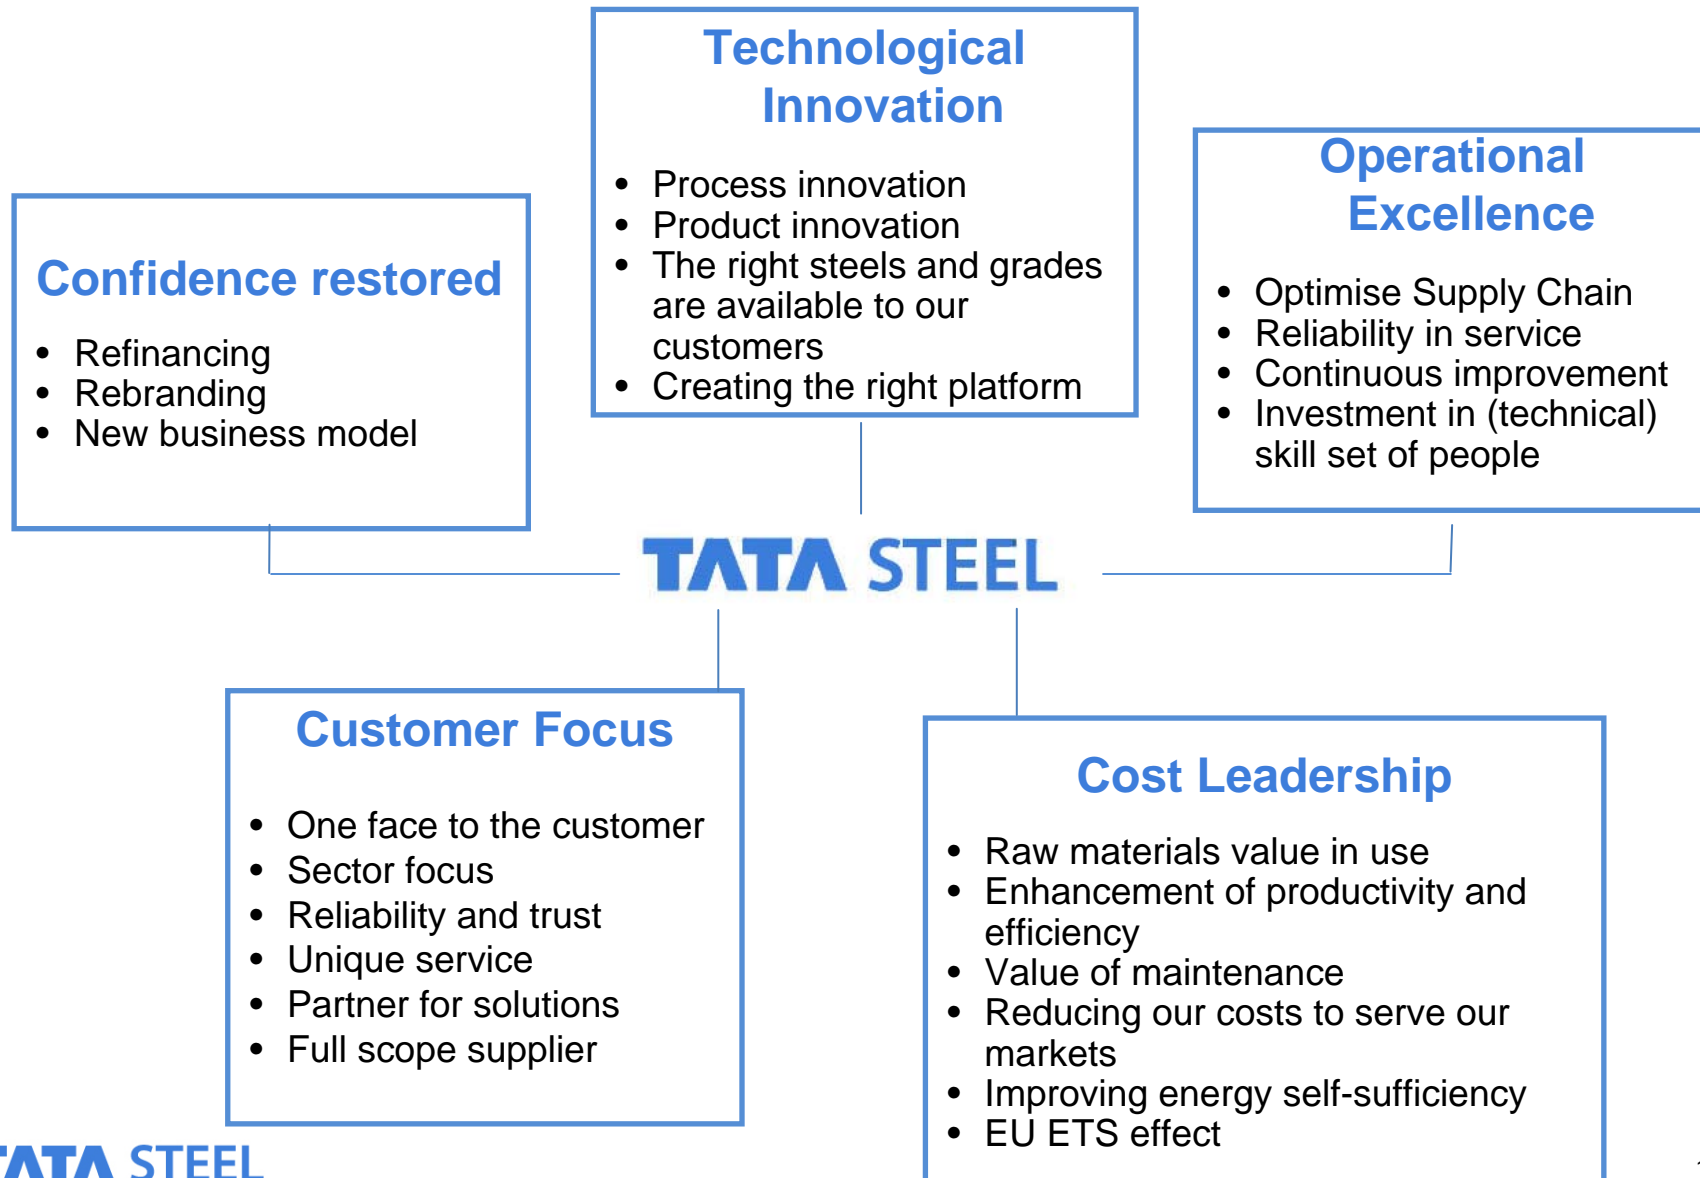 Technological
Innovation
• Process innovation
• Product innovation
• The right steels and grades
are available to our
customers
• Creating the right platform
Operational
Excellence
• Optimise Supply Chain
• Reliability in service
• Continuous improvement
• Investment in (technical)
skill set of people
Confidence restored
• Refinancing
• Rebranding
• New business model
TATA STEEL
Customer Focus
• One face to the customer
• Sector focus
• Reliability and trust
• Unique service
• Partner for solutions
• Full scope supplier
Cost Leadership
• Raw materials value in use
• Enhancement of productivity and
efficiency
• Value of maintenance
• Reducing our costs to serve our
markets
• Improving energy self-sufficiency
• EU ETS effect
TATA STEEL